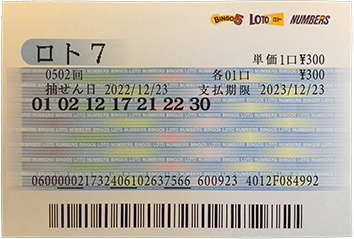 BINGO5 LOTO NUMBERS
ロト7
単価1口¥300
0502回 各01口 ¥300
抽せん日 2022/12/23 支払期限 2023/12/23
01 02 12 17 21 22 30
060000002173240610263756​6 600923 4012F084992